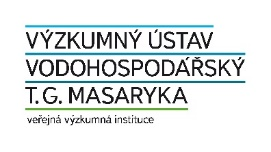 VÝZKUMNÝ ÚSTAV
VODOHOSPODÁŘSKÝ
T. G. MASARYKA
veřejná výzkumná instituce